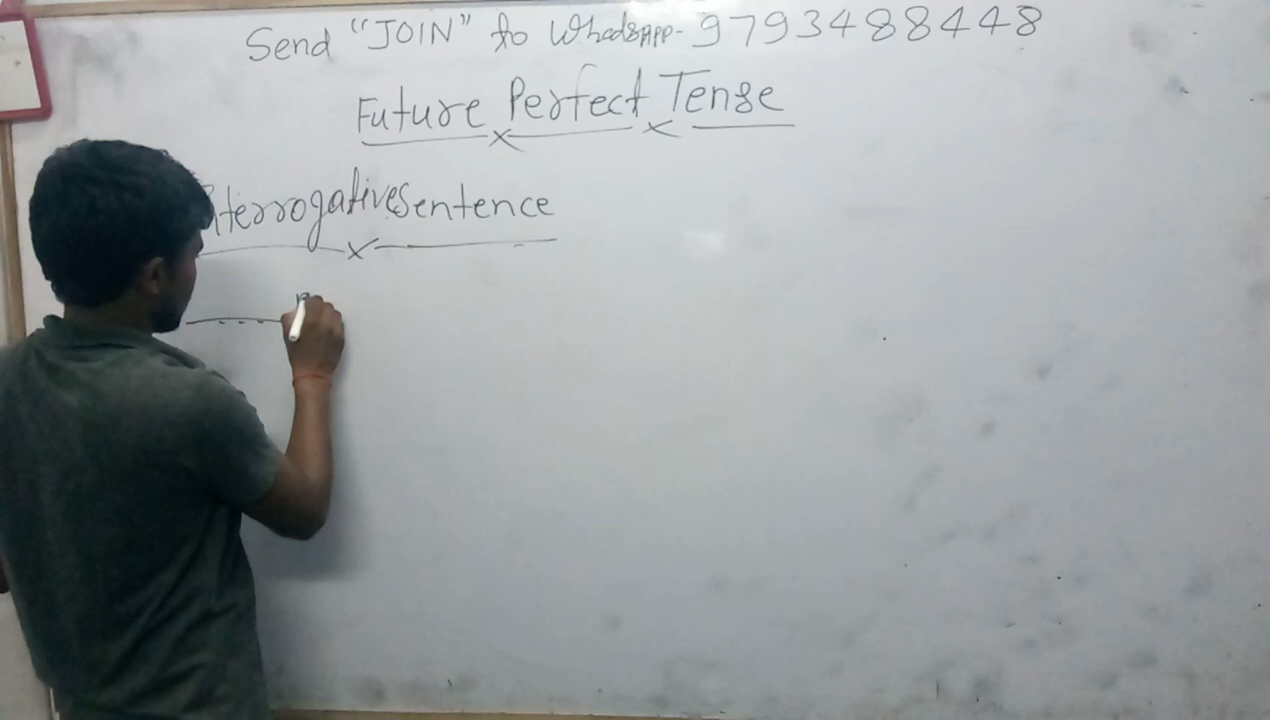 Send "JOIN" to WhatsApp- 9793488448
Future Perfect Tense
Interrogative Sentence